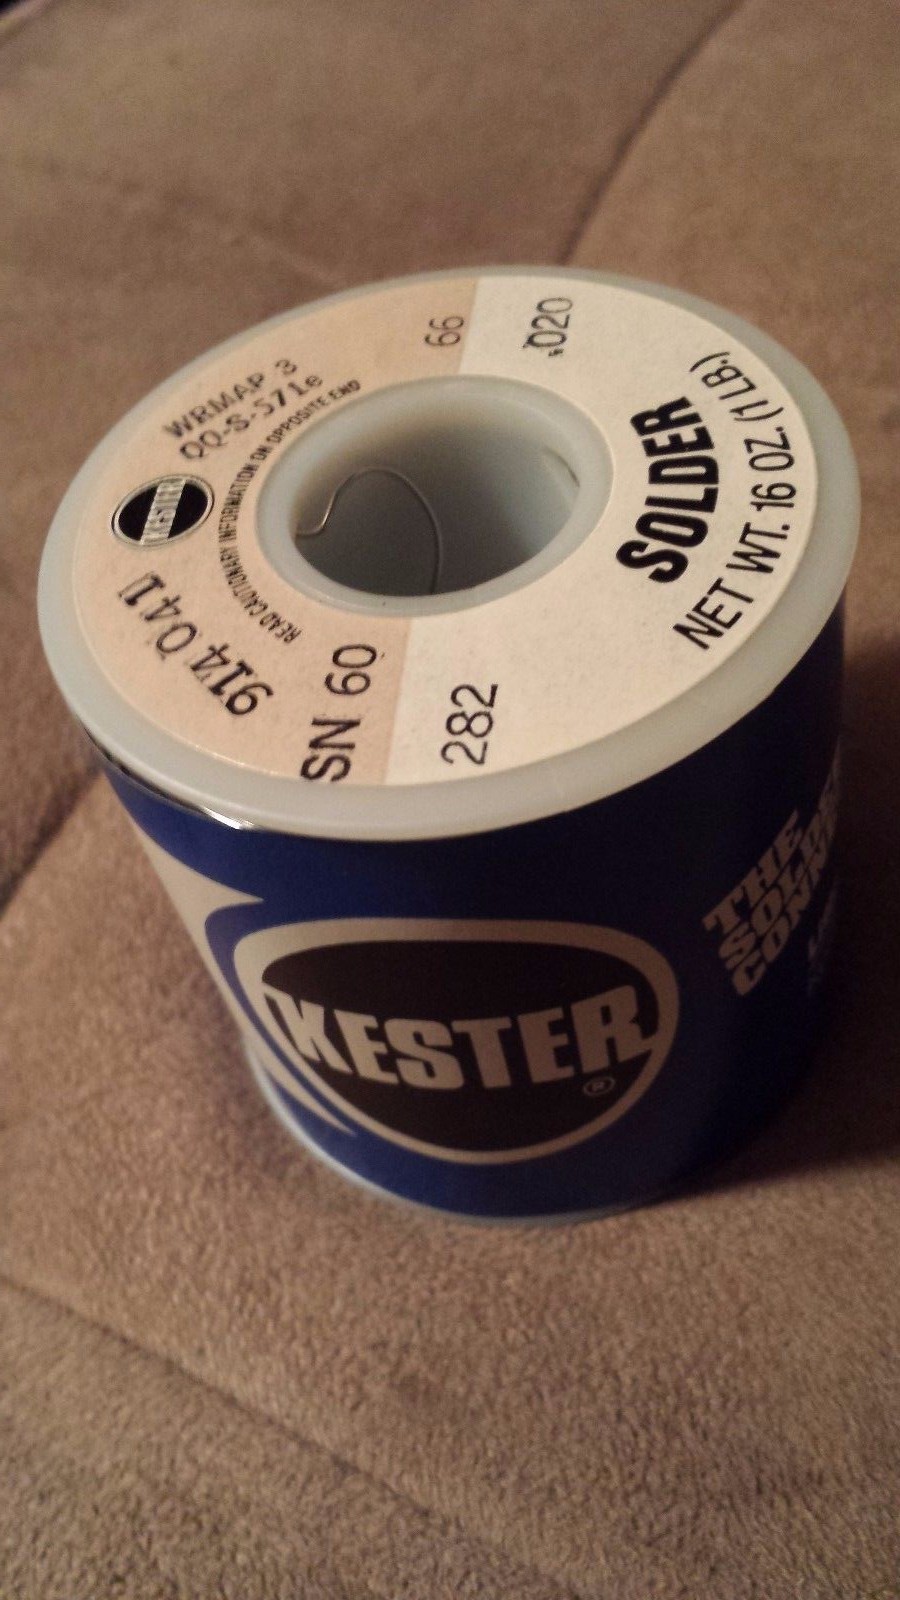 WRMAP 3
QQ-S-571e
66
.020
READ CAUTIONARY INFORMATION ON OPPOSITE END
KESTER
914 041
SN 60
282
SOLDER
NET WT. 16 OZ. (1 LB.)
KESTER
®
THE